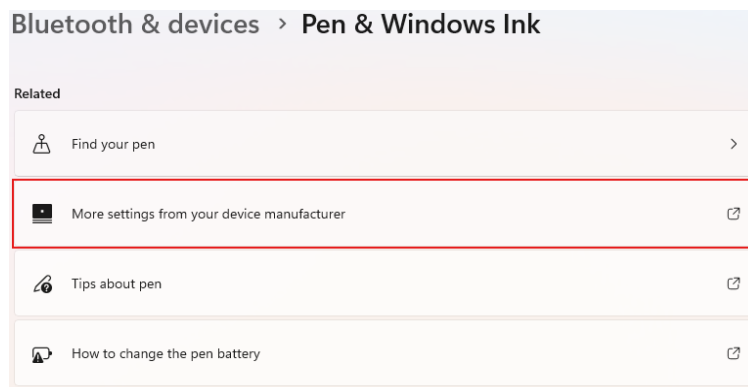 Bluetooth & devices > Pen & Windows Ink
Related
Find your pen
More settings from your device manufacturer
Tips about pen
How to change the pen battery